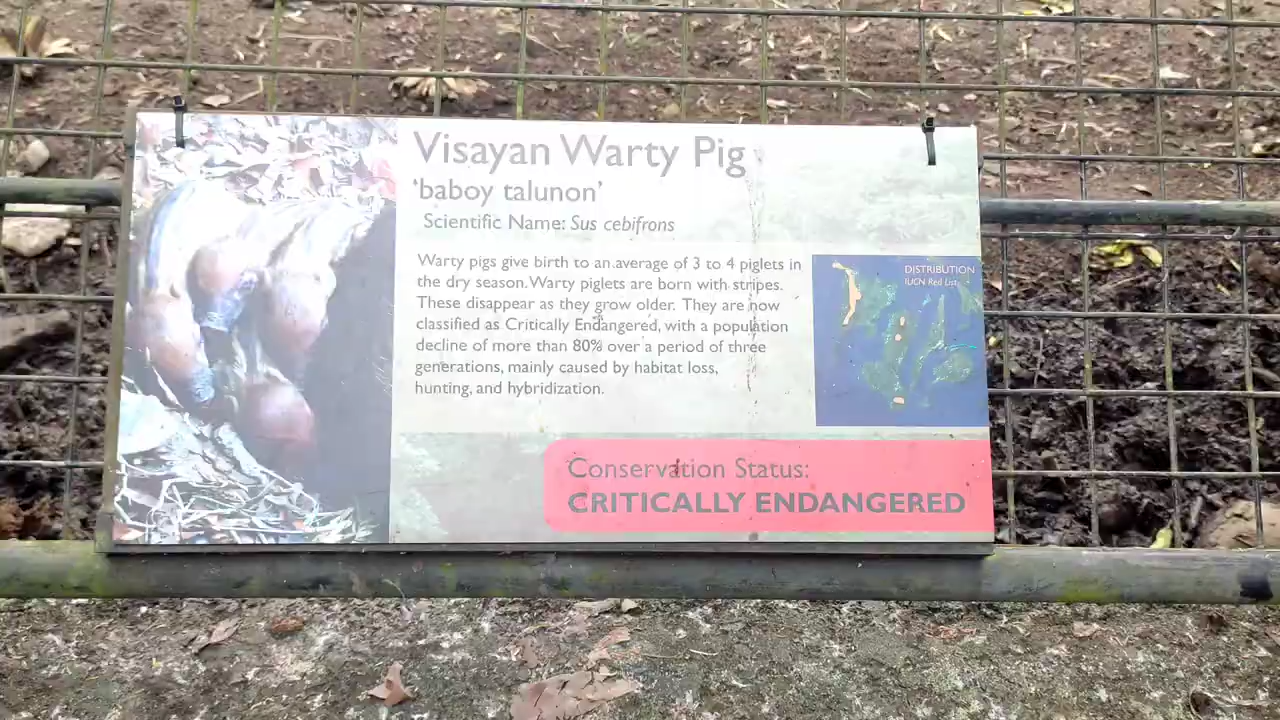 Visayan Warty Pig
‘baboy talunon’
Scientific Name: Sus cebifrons
Warty pigs give birth to an average of 3 to 4 piglets in
the dry season. Warty piglets are born with stripes.
These disappear as they grow older. They are now
classified as Critically Endangered, with a population
decline of more than 80% over a period of three
generations, mainly caused by habitat loss,
hunting, and hybridization.
DISTRIBUTION
IUCN Red List
Conservation Status:
CRITICALLY ENDANGERED